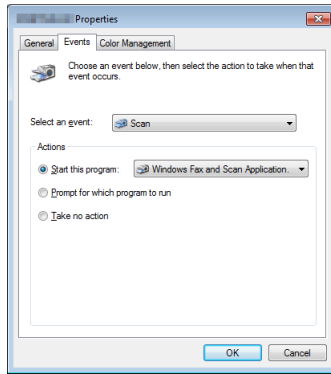 Properties
General Events Color Management
Choose an event below, then select the action to take when that
event occurs.
Select an event: Scan
Actions
Start this program: Windows Fax and Scan Application.
Prompt for which program to run
Take no action
OK Cancel